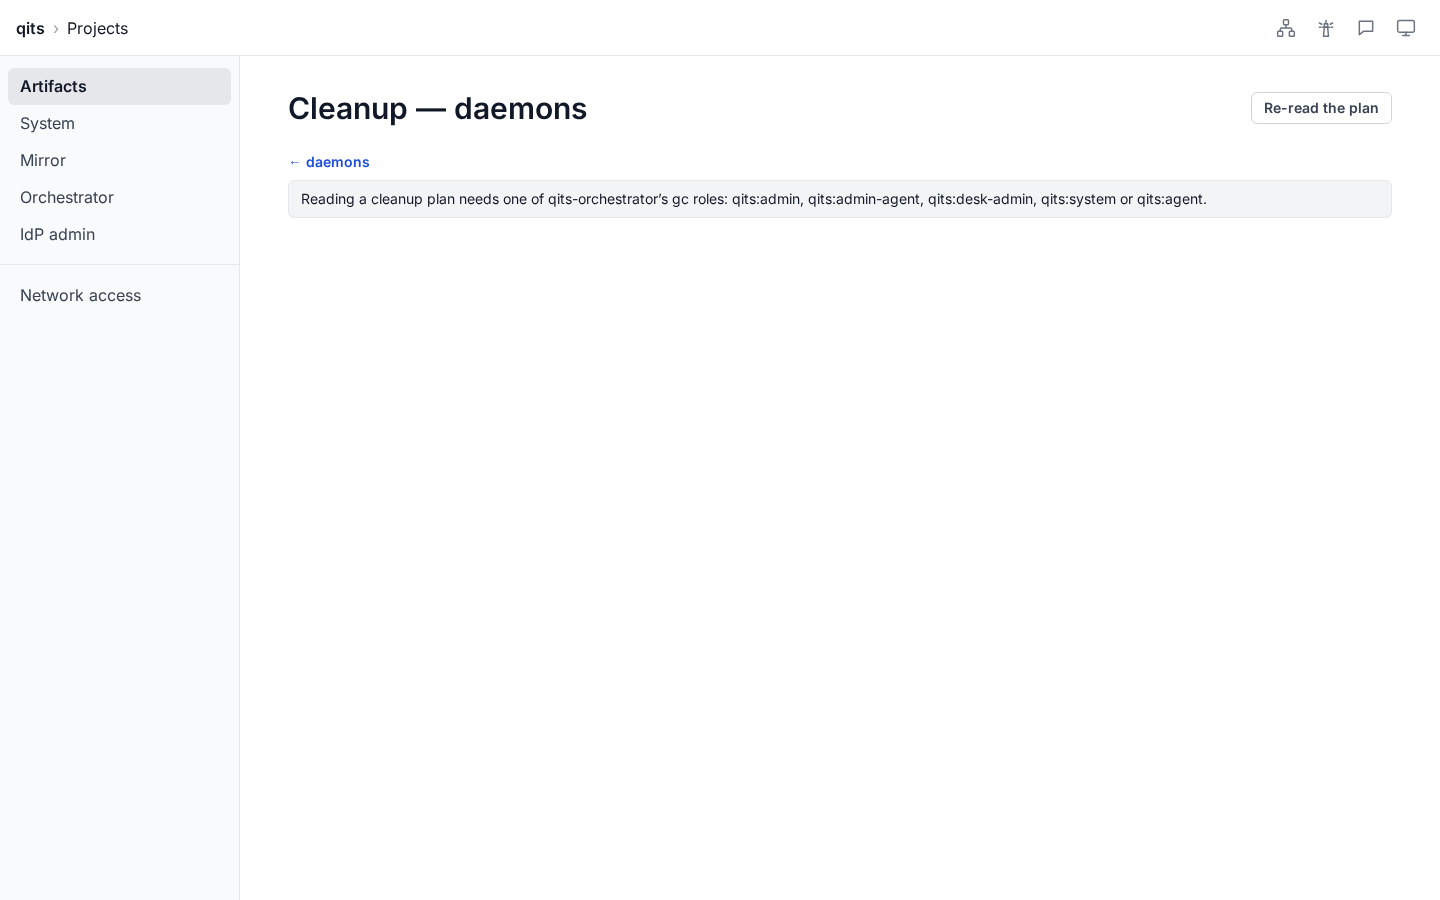 qits › Projects
Artifacts
System
Mirror
Orchestrator
IdP admin
Network access
Cleanup — daemons
Re-read the plan
← daemons
Reading a cleanup plan needs one of qits-orchestrator’s gc roles: qits:admin, qits:admin-agent, qits:desk-admin, qits:system or qits:agent.